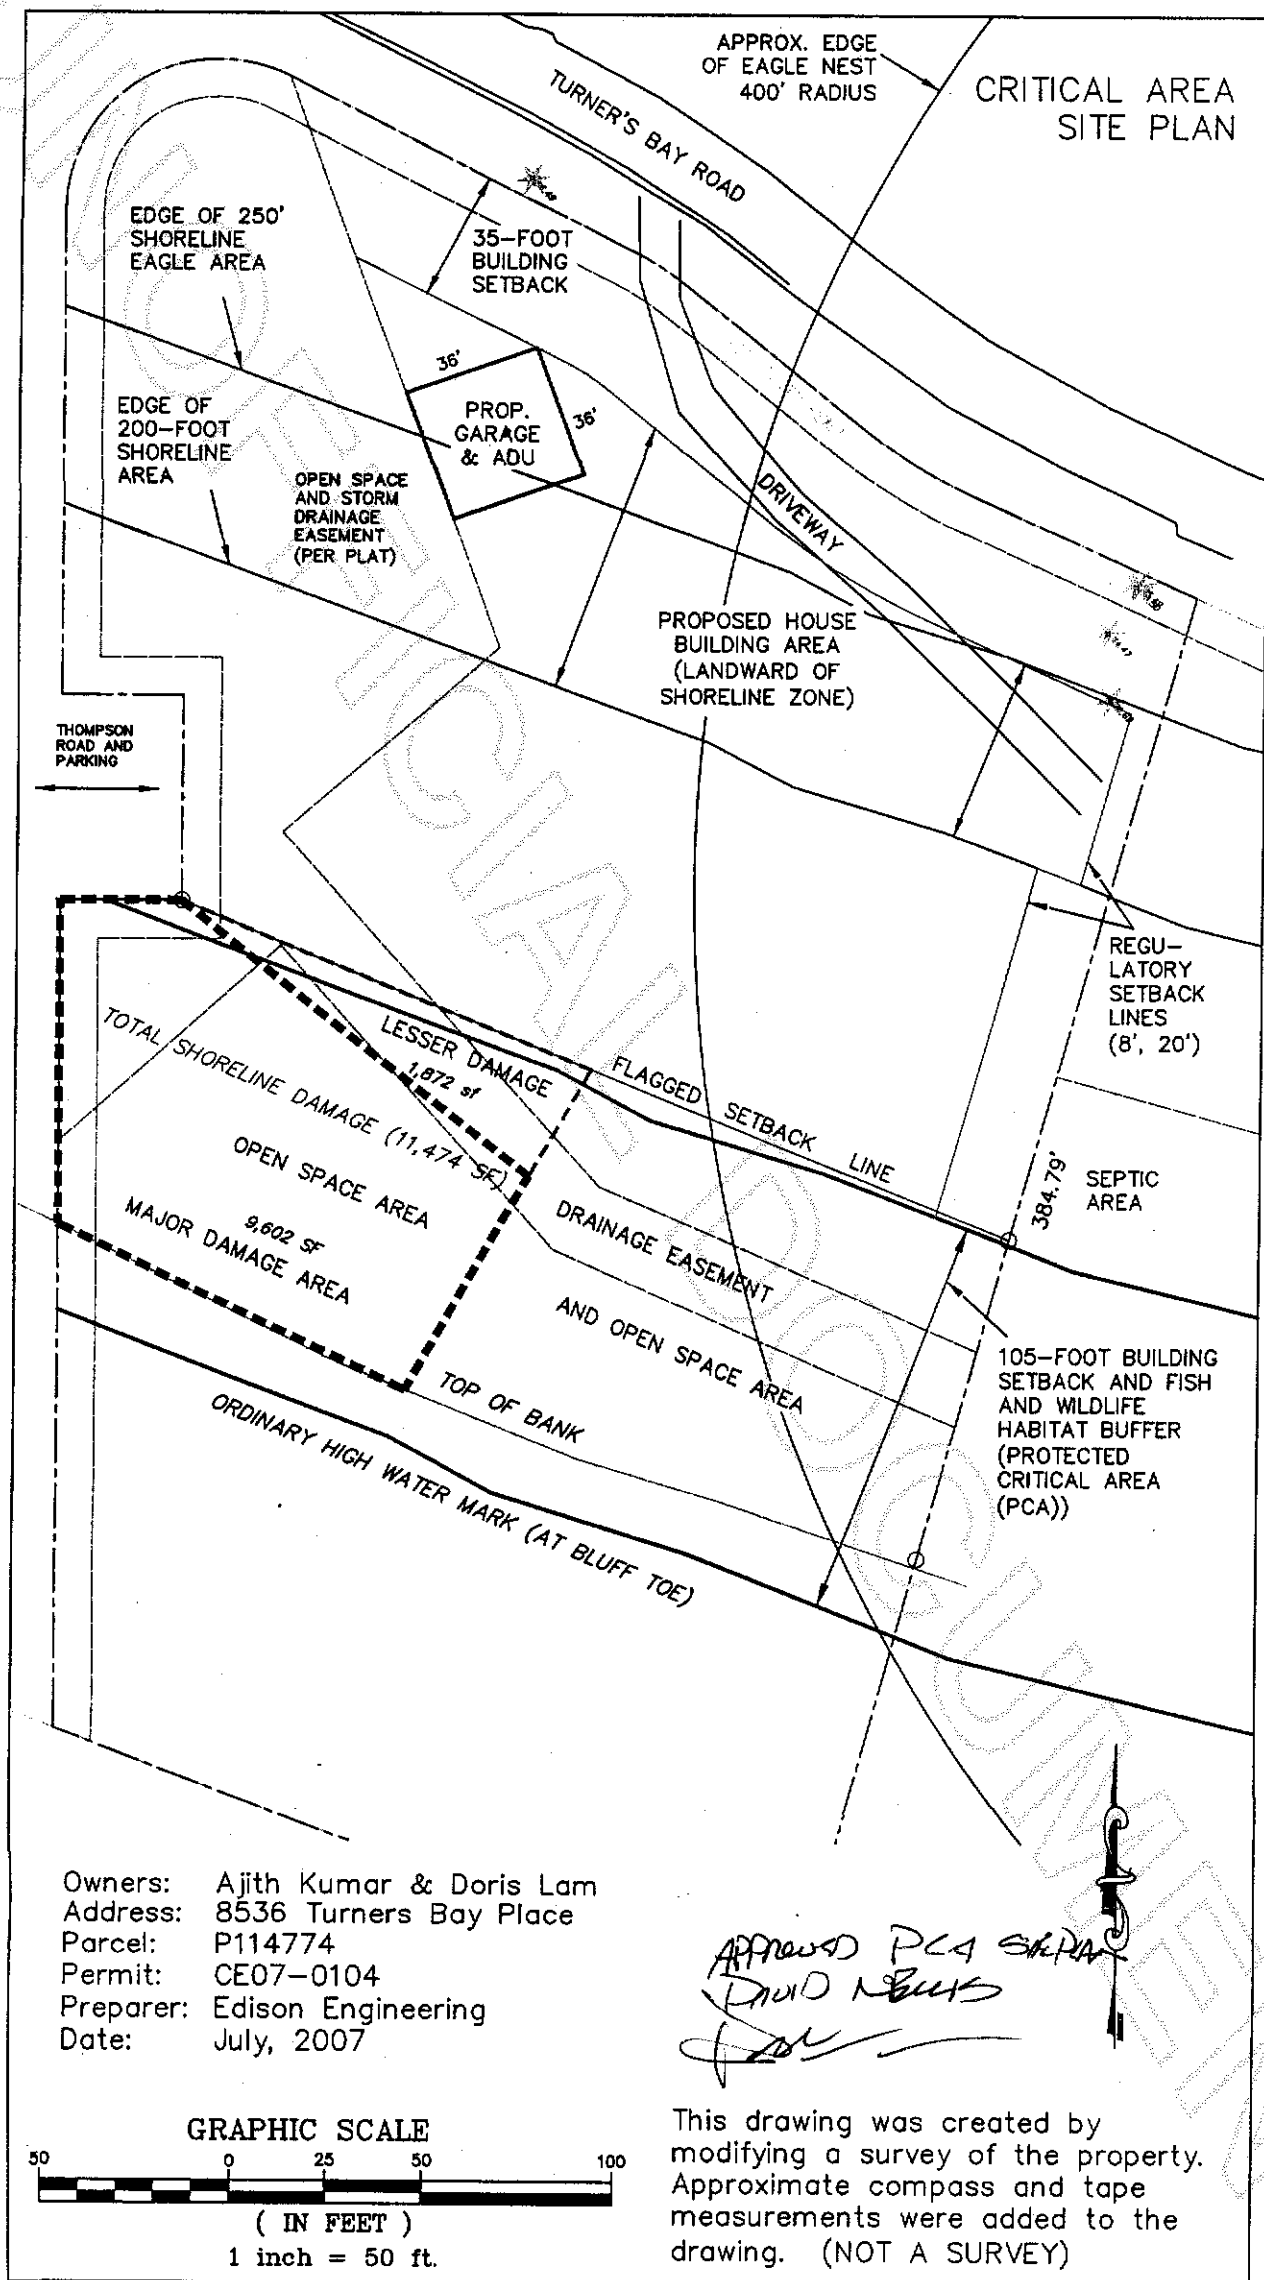 CRITICAL AREA
SITE PLAN
APPROX. EDGE
OF EAGLE NEST
400' RADIUS
TURNER'S BAY ROAD
EDGE OF 250'
SHORELINE
EAGLE AREA
35-FOOT
BUILDING
SETBACK
36'
36'
PROP.
GARAGE
& ADU
EDGE OF
200-FOOT
SHORELINE
AREA
OPEN SPACE
AND STORM
DRAINAGE
EASEMENT
(PER PLAT)
DRIVEWAY
PROPOSED HOUSE
BUILDING AREA
(LANDWARD OF
SHORELINE ZONE)
THOMPSON
ROAD AND
PARKING
REGU-
LATORY
SETBACK
LINES
(8', 20')
LESSER DAMAGE
1,872 sf
FLAGGED SETBACK LINE
TOTAL SHORELINE DAMAGE (11,474 SF)
OPEN SPACE AREA
9,602 SF
MAJOR DAMAGE AREA
384.79'
SEPTIC
AREA
DRAINAGE EASEMENT
AND OPEN SPACE AREA
TOP OF BANK
ORDINARY HIGH WATER MARK (AT BLUFF TOE)
105-FOOT BUILDING
SETBACK AND FISH
AND WILDLIFE
HABITAT BUFFER
(PROTECTED
CRITICAL AREA
(PCA))
Owners: Ajith Kumar & Doris Lam
Address: 8536 Turners Bay Place
Parcel: P114774
Permit: CE07-0104
Preparer: Edison Engineering
Date: July, 2007
APPROVED PCA SITE PLAN
DAVID
GRAPHIC SCALE
50 0 25 50 100
( IN FEET )
1 inch = 50 ft.
This drawing was created by
modifying a survey of the property.
Approximate compass and tape
measurements were added to the
drawing. (NOT A SURVEY)
UNOFFICIAL DOCUMENT